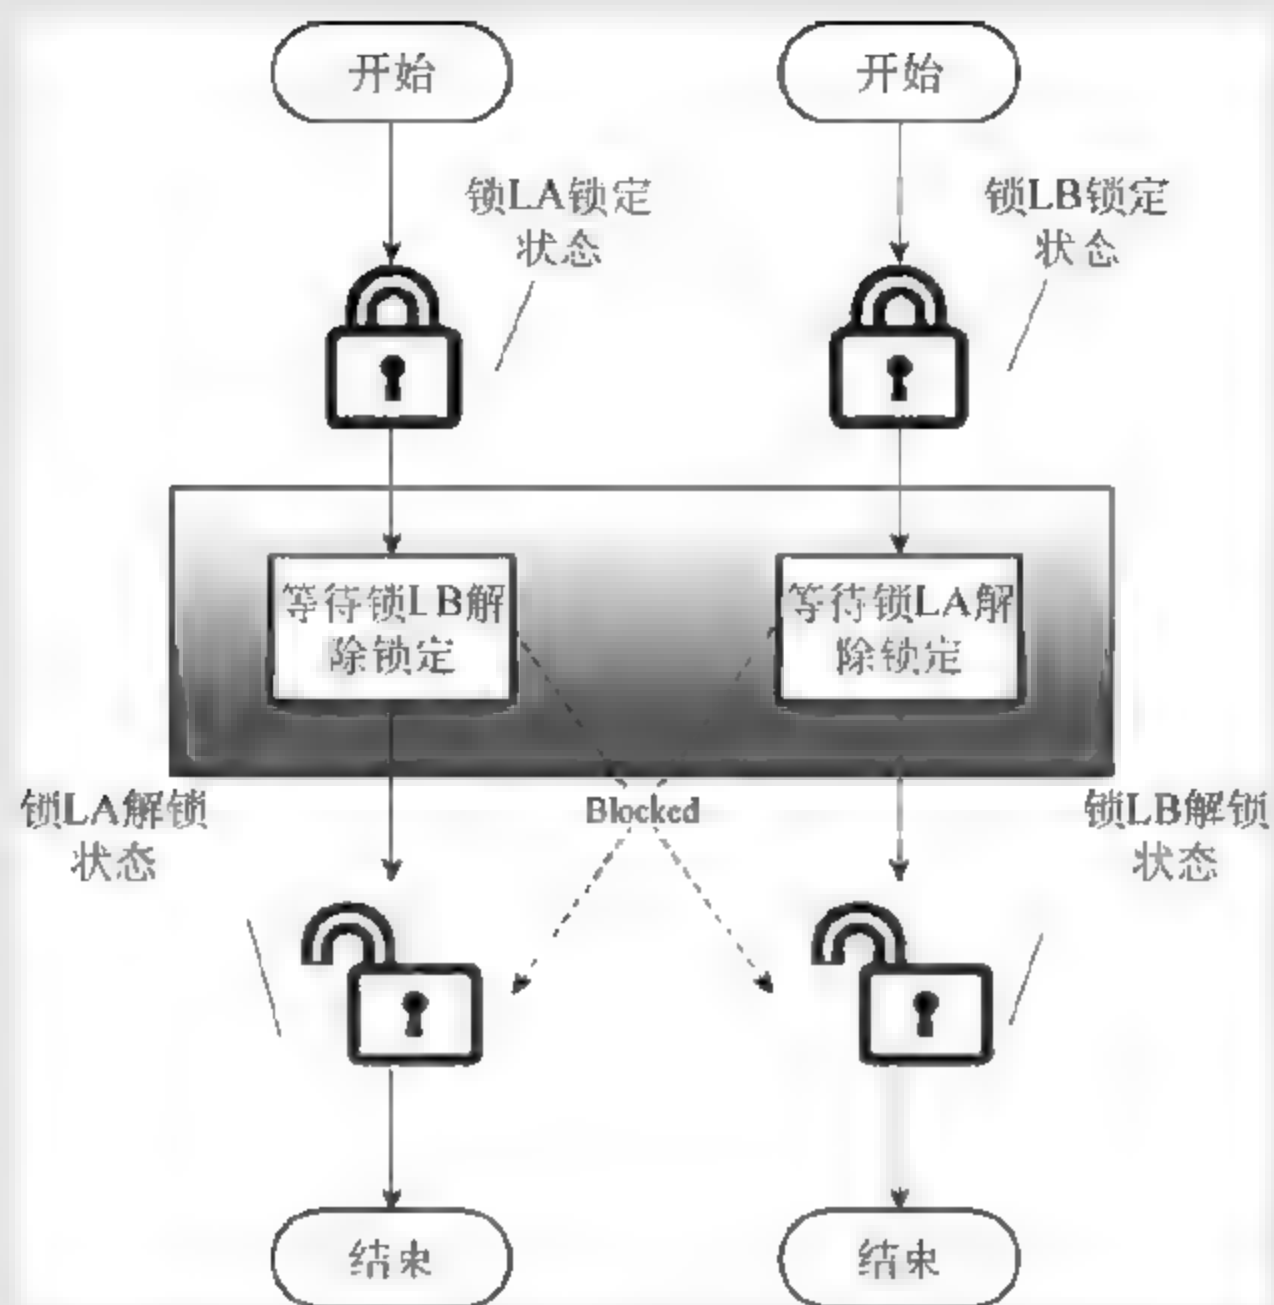 开始
开始
锁LA锁定
状态
锁LB锁定
状态
等待锁LB解
除锁定
等待锁LA解
除锁定
锁LA解锁
状态
Blocked
锁LB解锁
状态
结束
结束